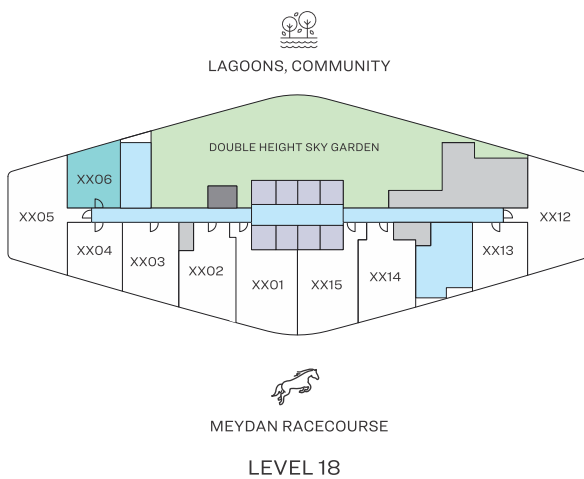 LAGOONS, COMMUNITY
DOUBLE HEIGHT SKY GARDEN
XX06
XX05
XX12
XX04
XX03
XX02
XX01
XX15
XX14
XX13
MEYDAN RACECOURSE
LEVEL 18